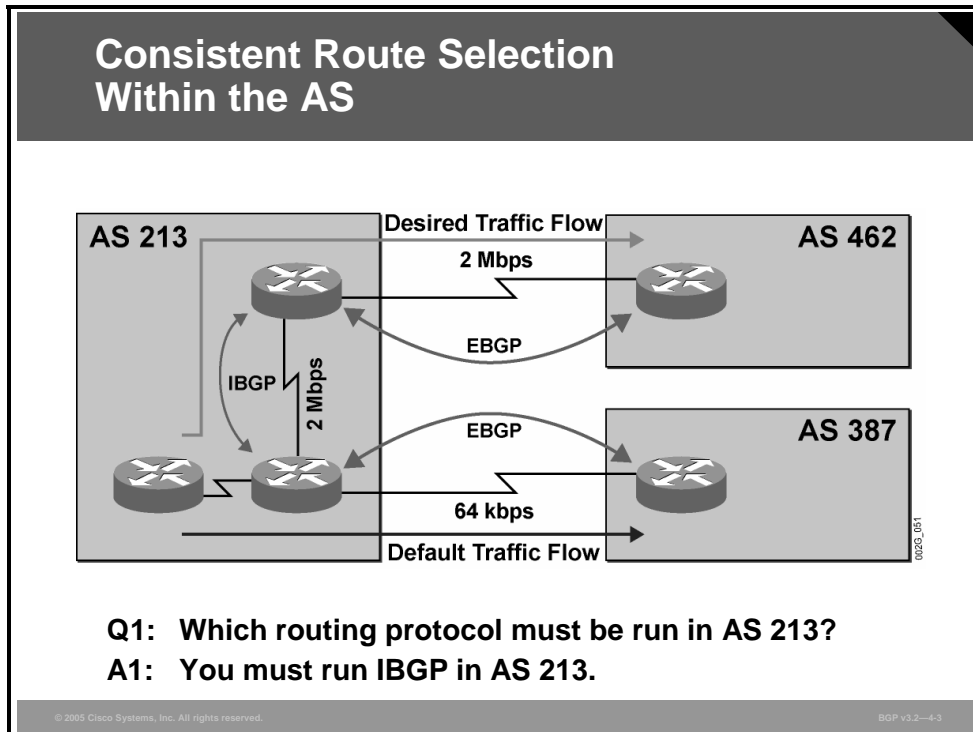 Consistent Route Selection
Within the AS
AS 213
Desired Traffic Flow
AS 462
2 Mbps
EBGP
IBGP
2 Mbps
EBGP
AS 387
64 kbps
Default Traffic Flow
002G_051
Q1: Which routing protocol must be run in AS 213?
A1: You must run IBGP in AS 213.
© 2005 Cisco Systems, Inc. All rights reserved.
BGP v3.2—4-3